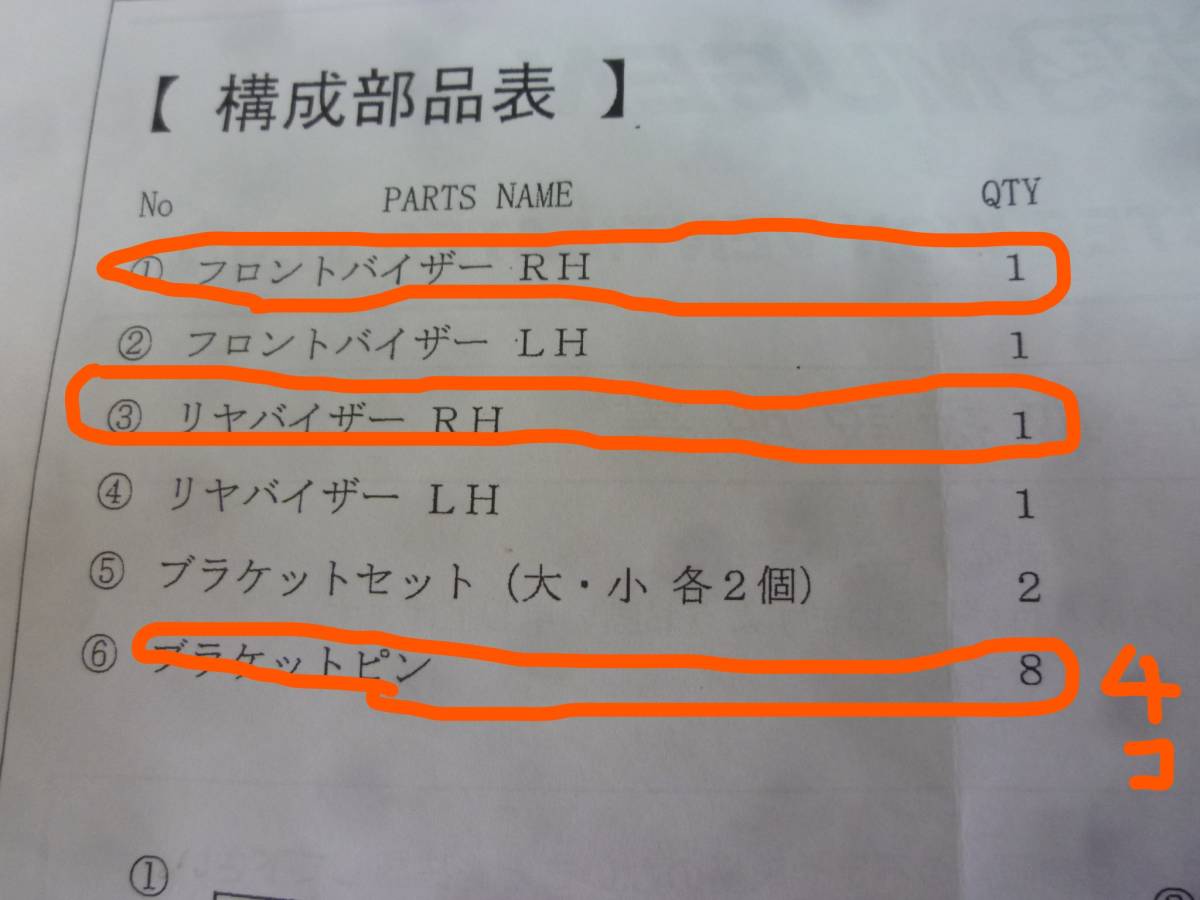 【 構成部品表 】
No PARTS NAME QTY
① フロントバイザー RH 1
② フロントバイザー LH 1
③ リヤバイザー RH 1
④ リヤバイザー LH 1
⑤ ブラケットセット (大・小 各2個) 2
⑥ ブラケットピン 8
4
コ
①